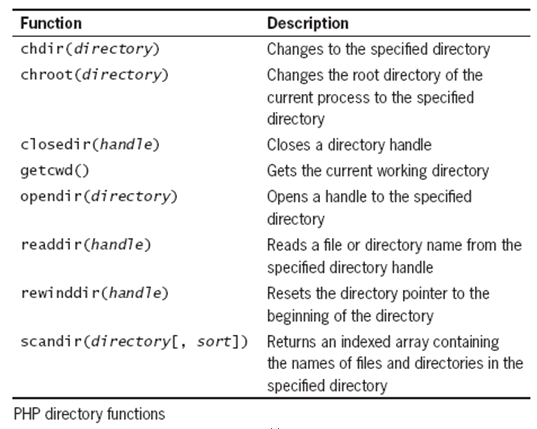 Function Description
chdir(directory) Changes to the specified directory
chroot(directory) Changes the root directory of the
current process to the specified
directory
closedir(handle) Closes a directory handle
getcwd() Gets the current working directory
opendir(directory) Opens a handle to the specified
directory
readdir(handle) Reads a file or directory name from the
specified directory handle
rewinddir(handle) Resets the directory pointer to the
beginning of the directory
scandir(directory[, sort]) Returns an indexed array containing
the names of files and directories in the
specified directory
PHP directory functions